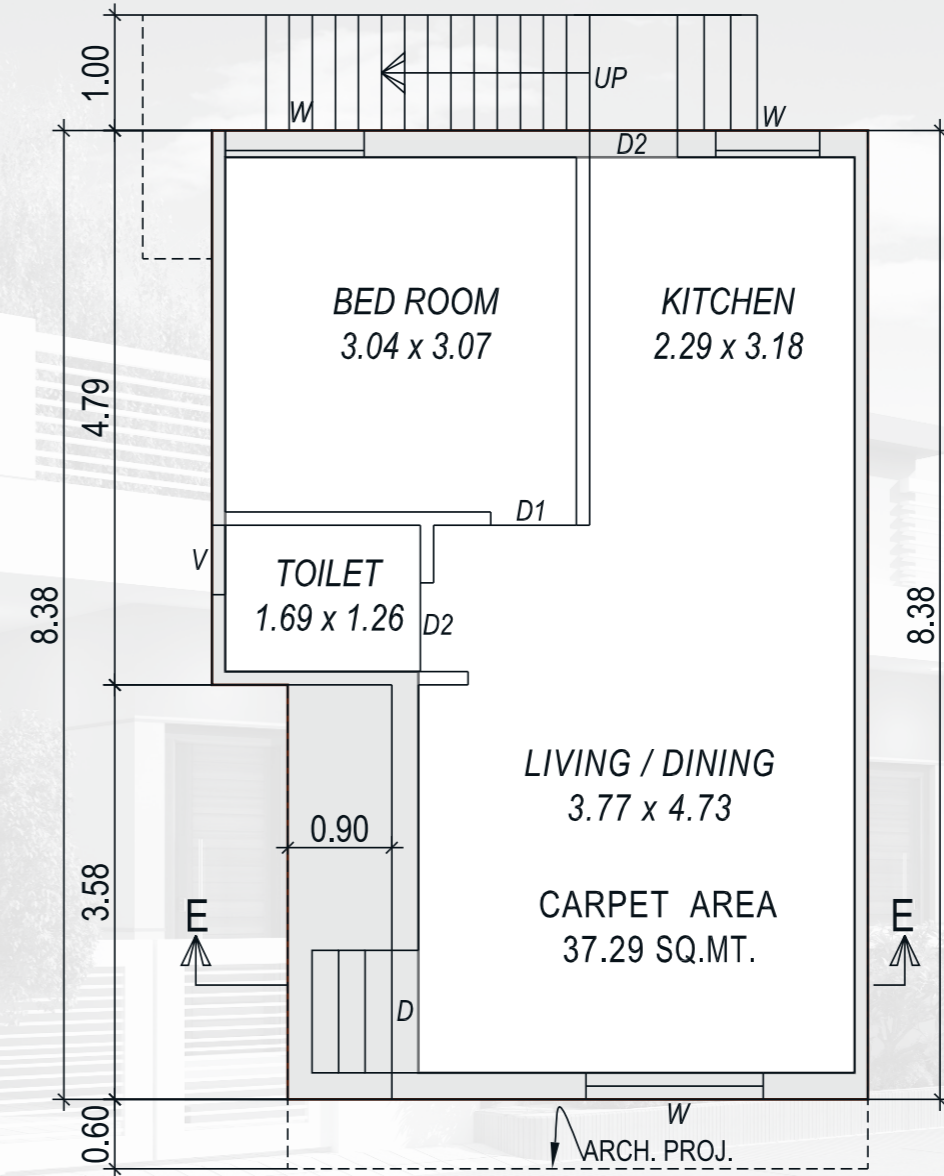 1.00
UP
W
W
D2
BED ROOM
3.04 x 3.07
KITCHEN
2.29 x 3.18
4.79
D1
V
TOILET
1.69 x 1.26
D2
8.38
8.38
LIVING / DINING
3.77 x 4.73
0.90
3.58
CARPET AREA
37.29 SQ.MT.
E
E
D
0.60
W
ARCH. PROJ.